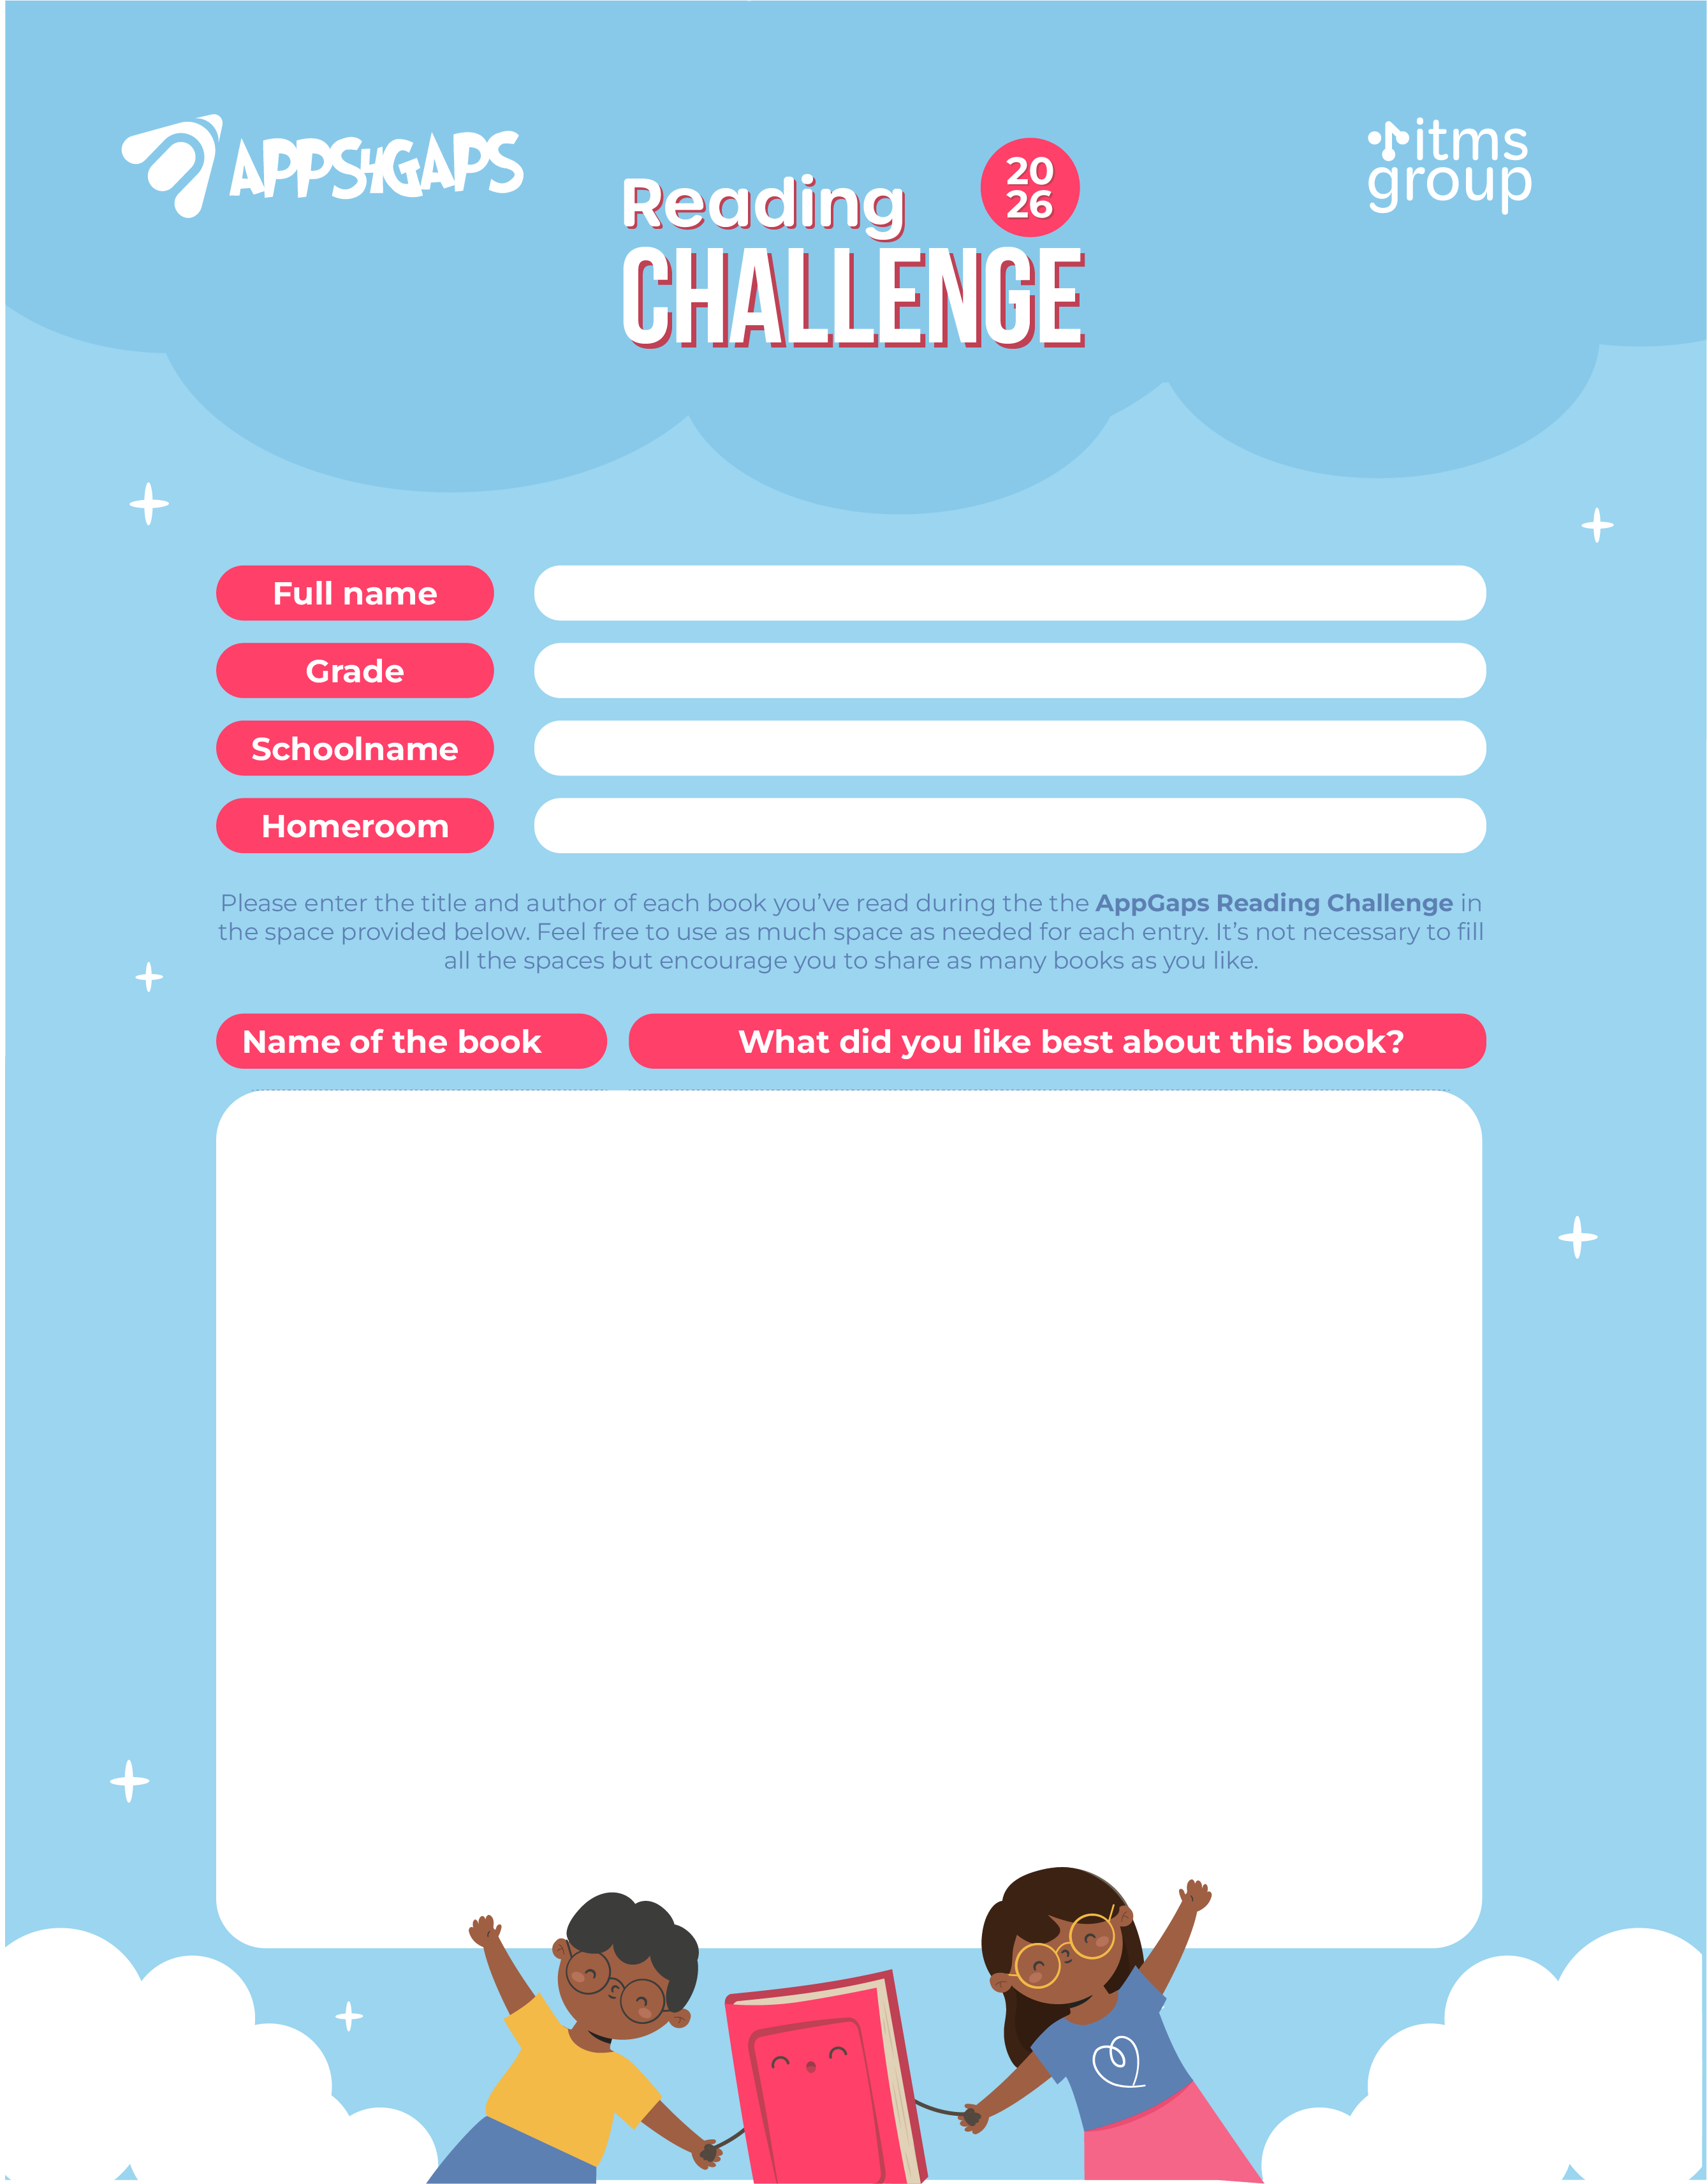 APPS4GAPS
itms
group
Reading
20
26
CHALLENGE
Full name
Grade
Schoolname
Homeroom
Please enter the title and author of each book you’ve read during the the AppGaps Reading Challenge in
the space provided below. Feel free to use as much space as needed for each entry. It’s not necessary to fill
all the spaces but encourage you to share as many books as you like.
Name of the book
What did you like best about this book?